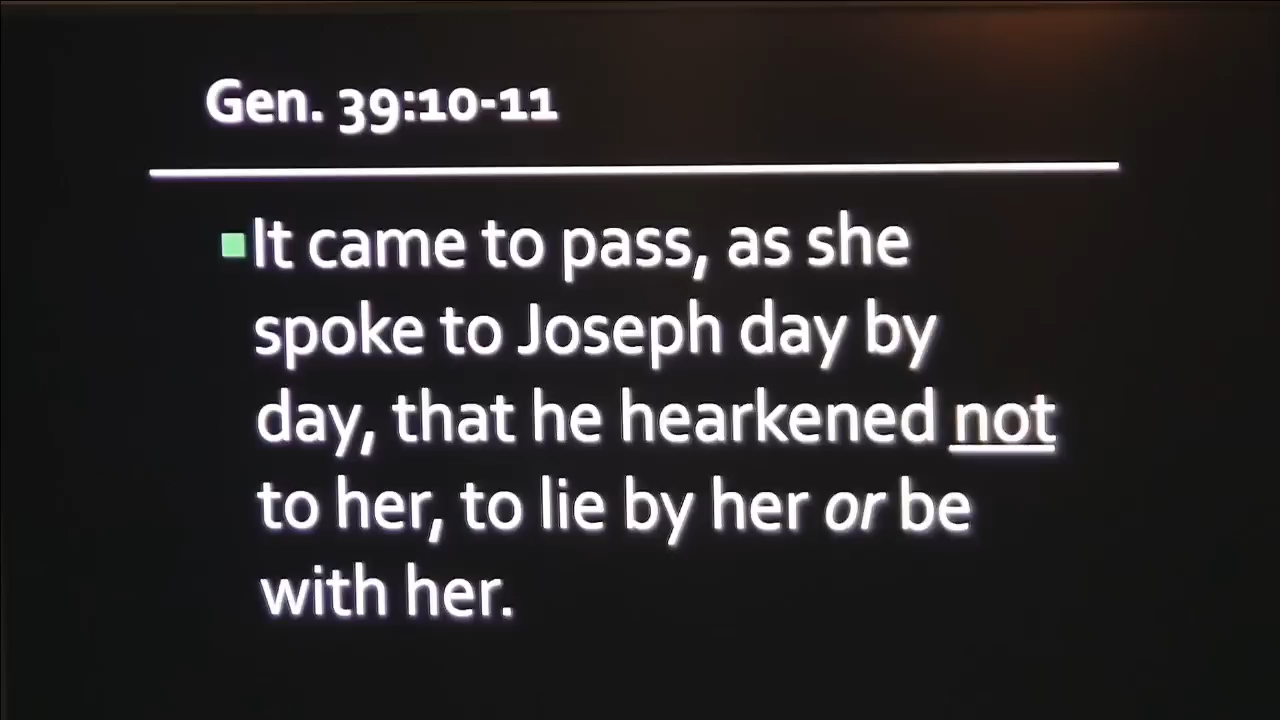 Gen. 39:10-11
It came to pass, as she
spoke to Joseph day by
day, that he hearkened not
to her, to lie by her or be
with her.